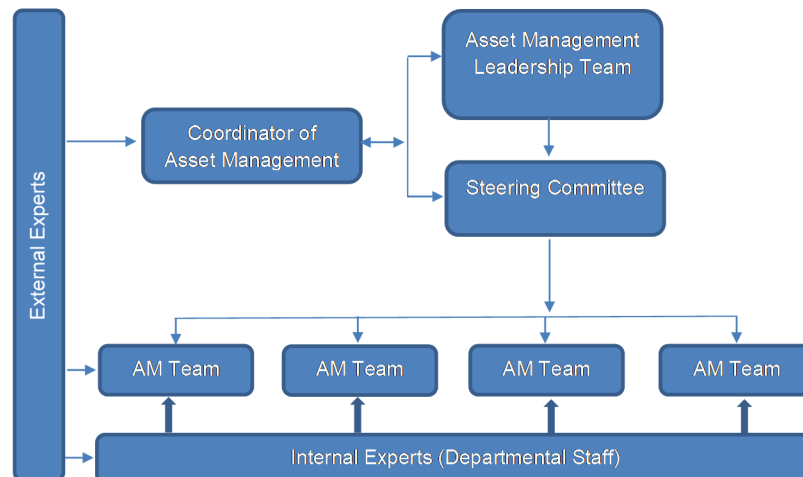 Asset Management
Leadership Team
Coordinator of
Asset Management
Steering Committee
External Experts
AM Team
AM Team
AM Team
AM Team
Internal Experts (Departmental Staff)